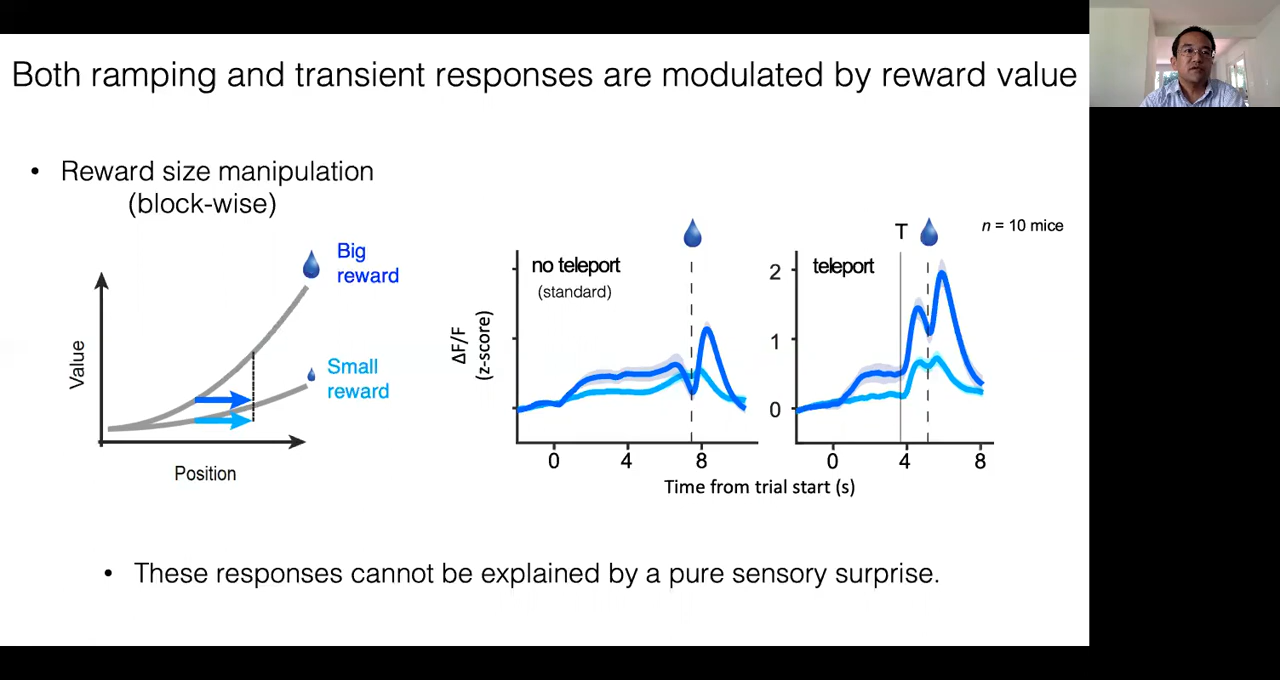 Both ramping and transient responses are modulated by reward value
• Reward size manipulation
(block-wise)
Big
reward
Small
reward
Value
Position
ΔF/F
(z-score)
no teleport
(standard)
0
4
8
T
n = 10 mice
teleport
2
1
0
0
4
8
Time from trial start (s)
• These responses cannot be explained by a pure sensory surprise.